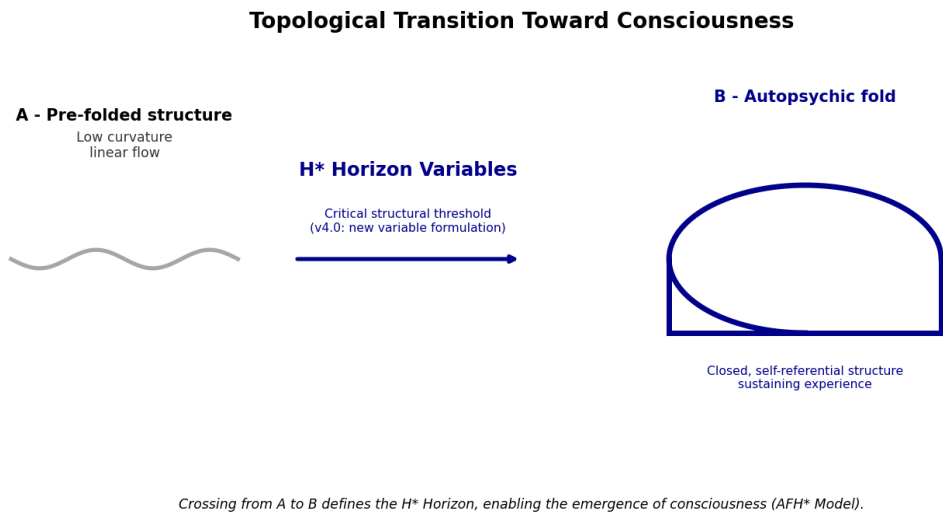 Topological Transition Toward Consciousness
A - Pre-folded structure
Low curvature
linear flow
H* Horizon Variables
Critical structural threshold
(v4.0: new variable formulation)
B - Autopsychic fold
Closed, self-referential structure
sustaining experience
Crossing from A to B defines the H* Horizon, enabling the emergence of consciousness (AFH* Model).